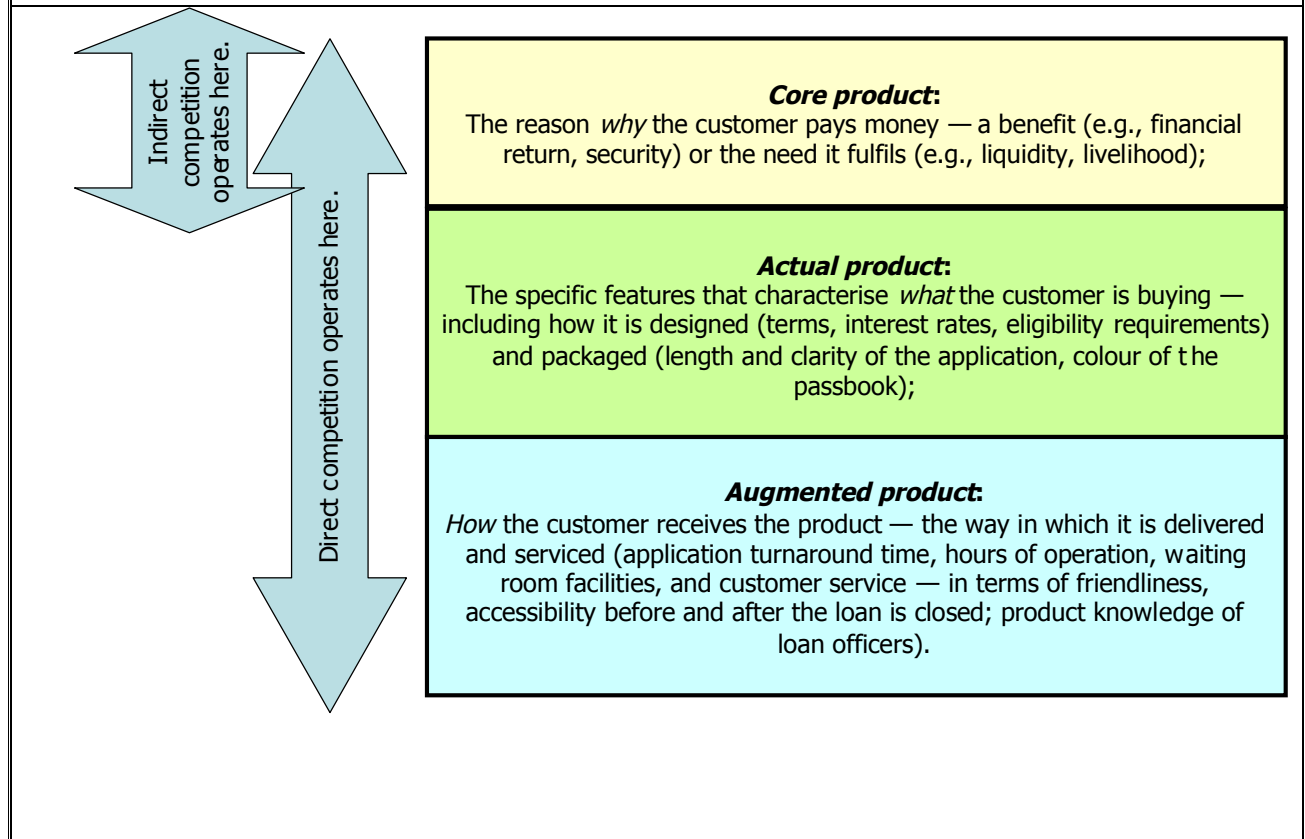 Indirect
competition
operates here.
Direct competition operates here.
Core product:
The reason why the customer pays money — a benefit (e.g., financial
return, security) or the need it fulfils (e.g., liquidity, livelihood);
Actual product:
The specific features that characterise what the customer is buying —
including how it is designed (terms, interest rates, eligibility requirements)
and packaged (length and clarity of the application, colour of the
passbook);
Augmented product:
How the customer receives the product — the way in which it is delivered
and serviced (application turnaround time, hours of operation, waiting
room facilities, and customer service — in terms of friendliness,
accessibility before and after the loan is closed; product knowledge of
loan officers).